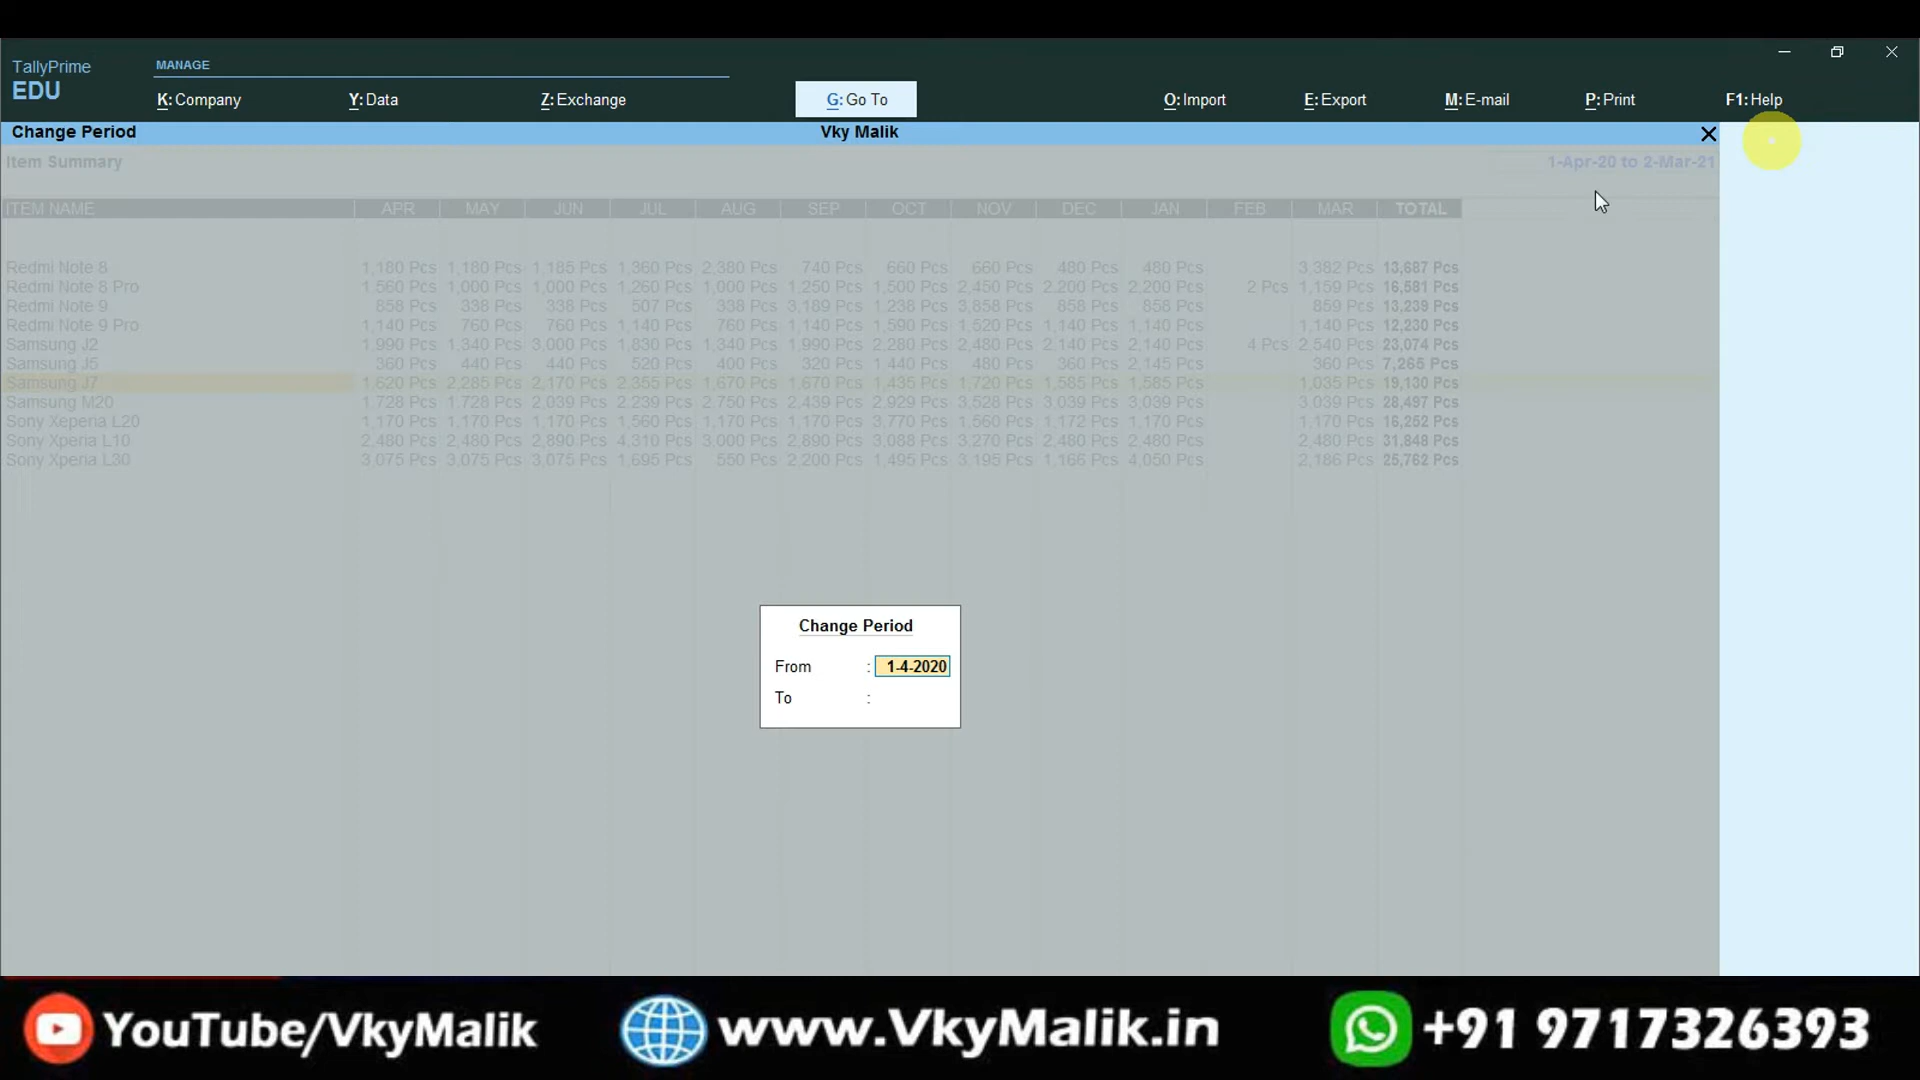 TallyPrime
EDU
MANAGE
K: Company Y: Data Z: Exchange G: Go To O: Import E: Export M: E-mail P: Print F1: Help
Change Period Vky Malik
Item Summary 1-Apr-20 to 2-Mar-21
ITEM NAME APR MAY JUN JUL AUG SEP OCT NOV DEC JAN FEB MAR TOTAL
Redmi Note 8 1,180 Pcs 1,180 Pcs 1,185 Pcs 1,360 Pcs 2,380 Pcs 740 Pcs 660 Pcs 660 Pcs 480 Pcs 480 Pcs 3,382 Pcs 13,687 Pcs
Redmi Note 8 Pro 1,560 Pcs 1,000 Pcs 1,000 Pcs 1,260 Pcs 1,000 Pcs 1,250 Pcs 1,500 Pcs 2,450 Pcs 2,200 Pcs 2,200 Pcs 2 Pcs 1,159 Pcs 16,581 Pcs
Redmi Note 9 858 Pcs 338 Pcs 338 Pcs 507 Pcs 338 Pcs 3,189 Pcs 1,238 Pcs 3,858 Pcs 858 Pcs 858 Pcs 859 Pcs 13,239 Pcs
Redmi Note 9 Pro 1,140 Pcs 760 Pcs 760 Pcs 1,140 Pcs 760 Pcs 1,140 Pcs 1,590 Pcs 1,520 Pcs 1,140 Pcs 1,140 Pcs 1,140 Pcs 12,230 Pcs
Samsung J2 1,990 Pcs 1,340 Pcs 3,000 Pcs 1,830 Pcs 1,340 Pcs 1,990 Pcs 2,280 Pcs 2,480 Pcs 2,140 Pcs 2,140 Pcs 4 Pcs 2,540 Pcs 23,074 Pcs
Samsung J5 360 Pcs 440 Pcs 440 Pcs 520 Pcs 400 Pcs 320 Pcs 1,440 Pcs 480 Pcs 360 Pcs 2,145 Pcs 360 Pcs 7,265 Pcs
Samsung J7 1,620 Pcs 2,285 Pcs 2,170 Pcs 2,355 Pcs 1,670 Pcs 1,670 Pcs 1,435 Pcs 1,720 Pcs 1,585 Pcs 1,585 Pcs 1,035 Pcs 19,130 Pcs
Samsung M20 1,728 Pcs 1,728 Pcs 2,039 Pcs 2,239 Pcs 2,750 Pcs 2,439 Pcs 2,929 Pcs 3,528 Pcs 3,039 Pcs 3,039 Pcs 3,039 Pcs 28,497 Pcs
Sony Xeperia L20 1,170 Pcs 1,170 Pcs 1,170 Pcs 1,560 Pcs 1,170 Pcs 1,170 Pcs 3,770 Pcs 1,560 Pcs 1,172 Pcs 1,170 Pcs 1,170 Pcs 16,252 Pcs
Sony Xperia L10 2,480 Pcs 2,480 Pcs 2,890 Pcs 4,310 Pcs 3,000 Pcs 2,890 Pcs 3,088 Pcs 3,270 Pcs 2,480 Pcs 2,480 Pcs 2,480 Pcs 31,848 Pcs
Sony Xperia L30 3,075 Pcs 3,075 Pcs 3,075 Pcs 1,695 Pcs 550 Pcs 2,200 Pcs 1,495 Pcs 3,195 Pcs 1,166 Pcs 4,050 Pcs 2,186 Pcs 25,762 Pcs
Change Period
From : 1-4-2020
To :
YouTube/VkyMalik www.VkyMalik.in +91 9717326393